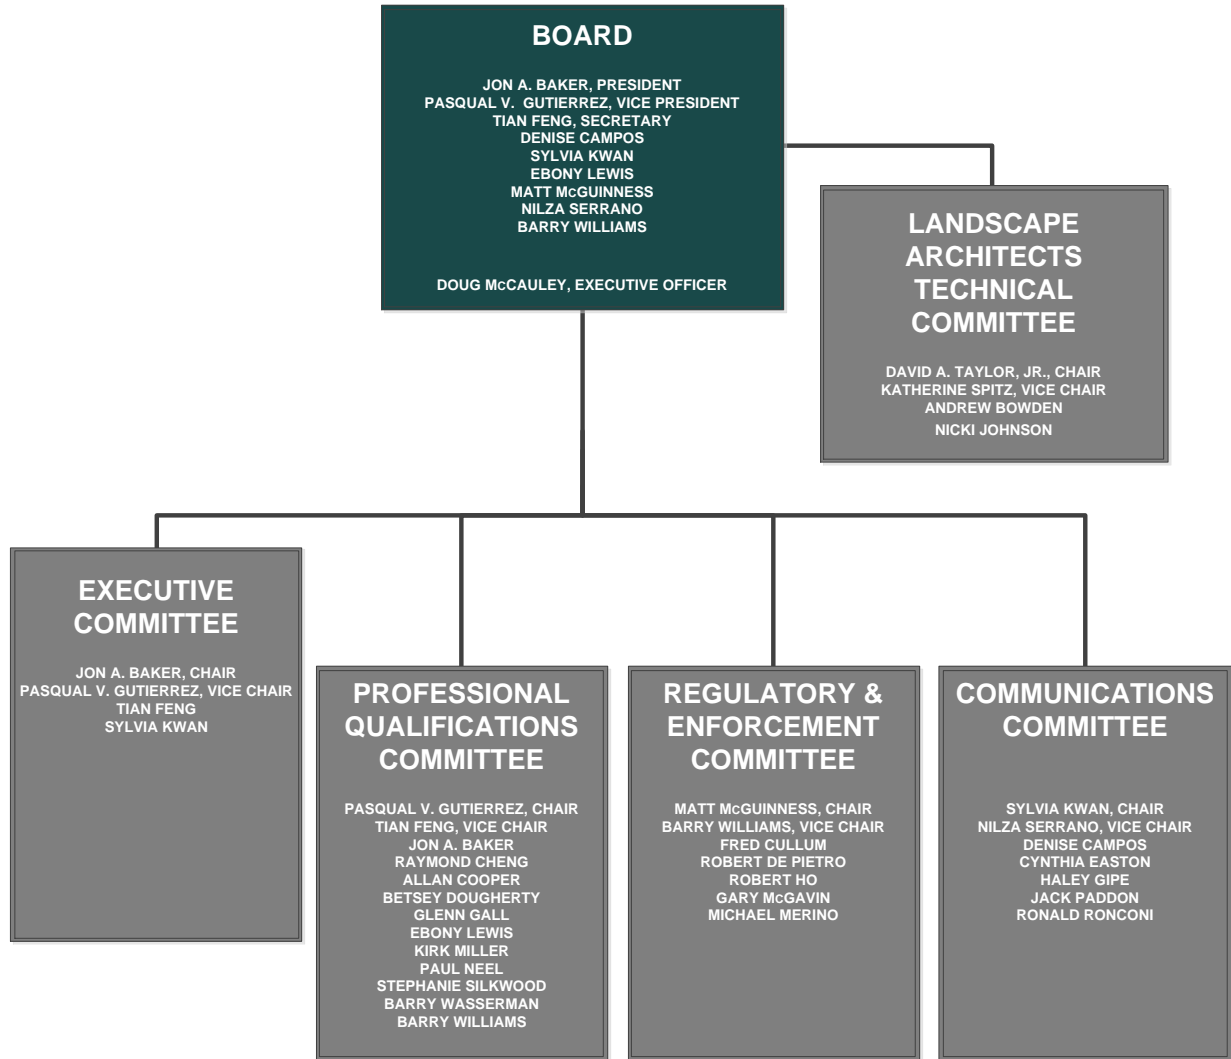 BOARD
JON A. BAKER, PRESIDENT
PASQUAL V. GUTIERREZ, VICE PRESIDENT
TIAN FENG, SECRETARY
DENISE CAMPOS
SYLVIA KWAN
EBONY LEWIS
MATT McGUINNESS
NILZA SERRANO
BARRY WILLIAMS
DOUG McCAULEY, EXECUTIVE OFFICER
LANDSCAPE
ARCHITECTS
TECHNICAL
COMMITTEE
DAVID A. TAYLOR, JR., CHAIR
KATHERINE SPITZ, VICE CHAIR
ANDREW BOWDEN
NICKI JOHNSON
EXECUTIVE
COMMITTEE
JON A. BAKER, CHAIR
PASQUAL V. GUTIERREZ, VICE CHAIR
TIAN FENG
SYLVIA KWAN
PROFESSIONAL
QUALIFICATIONS
COMMITTEE
PASQUAL V. GUTIERREZ, CHAIR
TIAN FENG, VICE CHAIR
JON A. BAKER
RAYMOND CHENG
ALLAN COOPER
BETSEY DOUGHERTY
GLENN GALL
EBONY LEWIS
KIRK MILLER
PAUL NEEL
STEPHANIE SILKWOOD
BARRY WASSERMAN
BARRY WILLIAMS
REGULATORY &
ENFORCEMENT
COMMITTEE
MATT McGUINNESS, CHAIR
BARRY WILLIAMS, VICE CHAIR
FRED CULLUM
ROBERT DE PIETRO
ROBERT HO
GARY McGAVIN
MICHAEL MERINO
COMMUNICATIONS
COMMITTEE
SYLVIA KWAN, CHAIR
NILZA SERRANO, VICE CHAIR
DENISE CAMPOS
CYNTHIA EASTON
HALEY GIPE
JACK PADDON
RONALD RONCONI